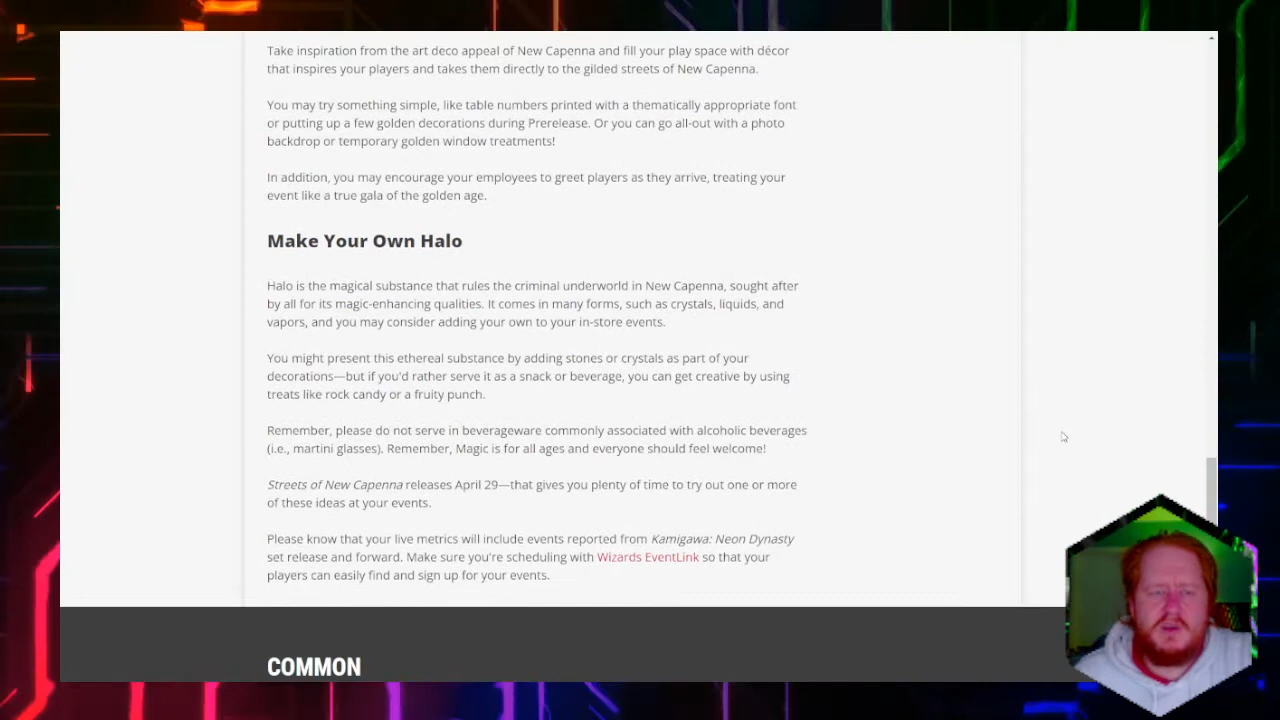 Take inspiration from the art deco appeal of New Capenna and fill your play space with décor
that inspires your players and takes them directly to the gilded streets of New Capenna.
You may try something simple, like table numbers printed with a thematically appropriate font
or putting up a few golden decorations during Prerelease. Or you can go all-out with a photo
backdrop or temporary golden window treatments!
In addition, you may encourage your employees to greet players as they arrive, treating your
event like a true gala of the golden age.
Make Your Own Halo
Halo is the magical substance that rules the criminal underworld in New Capenna, sought after
by all for its magic-enhancing qualities. It comes in many forms, such as crystals, liquids, and
vapors, and you may consider adding your own to your in-store events.
You might present this ethereal substance by adding stones or crystals as part of your
decorations—but if you'd rather serve it as a snack or beverage, you can get creative by using
treats like rock candy or a fruity punch.
Remember, please do not serve in beverageware commonly associated with alcoholic beverages
(i.e., martini glasses). Remember, Magic is for all ages and everyone should feel welcome!
Streets of New Capenna releases April 29—that gives you plenty of time to try out one or more
of these ideas at your events.
Please know that your live metrics will include events reported from Kamigawa: Neon Dynasty
set release and forward. Make sure you're scheduling with Wizards EventLink so that your
players can easily find and sign up for your events.
COMMON